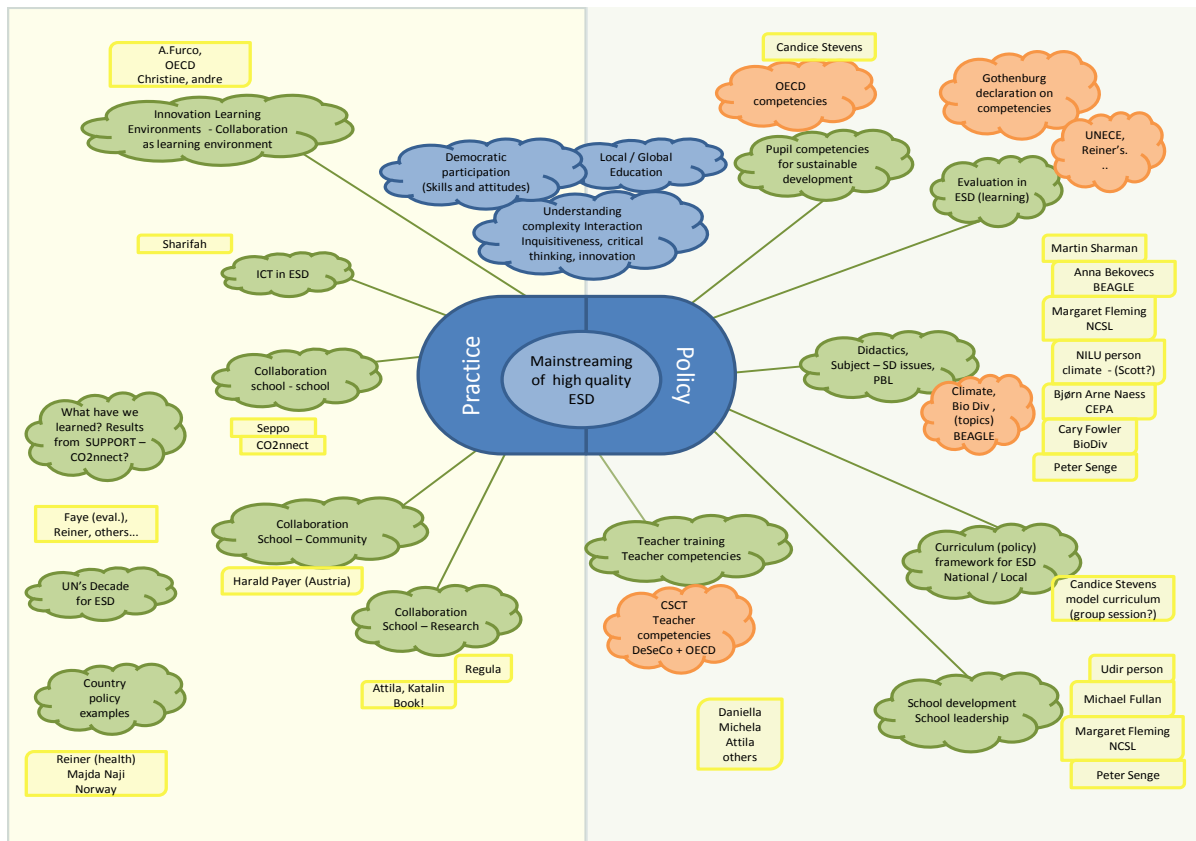 A.Furco,
OECD
Christine, andre
Innovation Learning
Environments - Collaboration
as learning environment
Sharifah
ICT in ESD
Collaboration
school - school
Seppo
CO2nnect
What have we
learned? Results
from SUPPORT –
CO2nnect?
Faye (eval.),
Reiner, others...
Collaboration
School – Community
Harald Payer (Austria)
UN's Decade
for ESD
Collaboration
School – Research
Regula
Attila, Katalin
Book!
Country
policy
examples
Reiner (health)
Majda Naji
Norway
Democratic
participation
(Skills and attitudes)
Local / Global
Education
Understanding
complexity Interaction
Inquisitiveness, critical
thinking, innovation
Practice
Mainstreaming
of high quality
ESD
Policy
Candice Stevens
OECD
competencies
Pupil competencies
for sustainable
development
Gothenburg
declaration on
competencies
UNECE,
Reiner's.
..
Evaluation in
ESD (learning)
Martin Sharman
Anna Bekovecs
BEAGLE
Margaret Fleming
NCSL
NILU person
climate - (Scott?)
Bjørn Arne Naess
CEPA
Cary Fowler
BioDiv
Peter Senge
Didactics,
Subject – SD issues,
PBL
Climate,
Bio Div ,
(topics)
BEAGLE
Teacher training
Teacher competencies
CSCT
Teacher
competencies
DeSeCo + OECD
Daniella
Michela
Attila
others
Curriculum (policy)
framework for ESD
National / Local
Candice Stevens
model curriculum
(group session?)
School development
School leadership
Udir person
Michael Fullan
Margaret Fleming
NCSL
Peter Senge